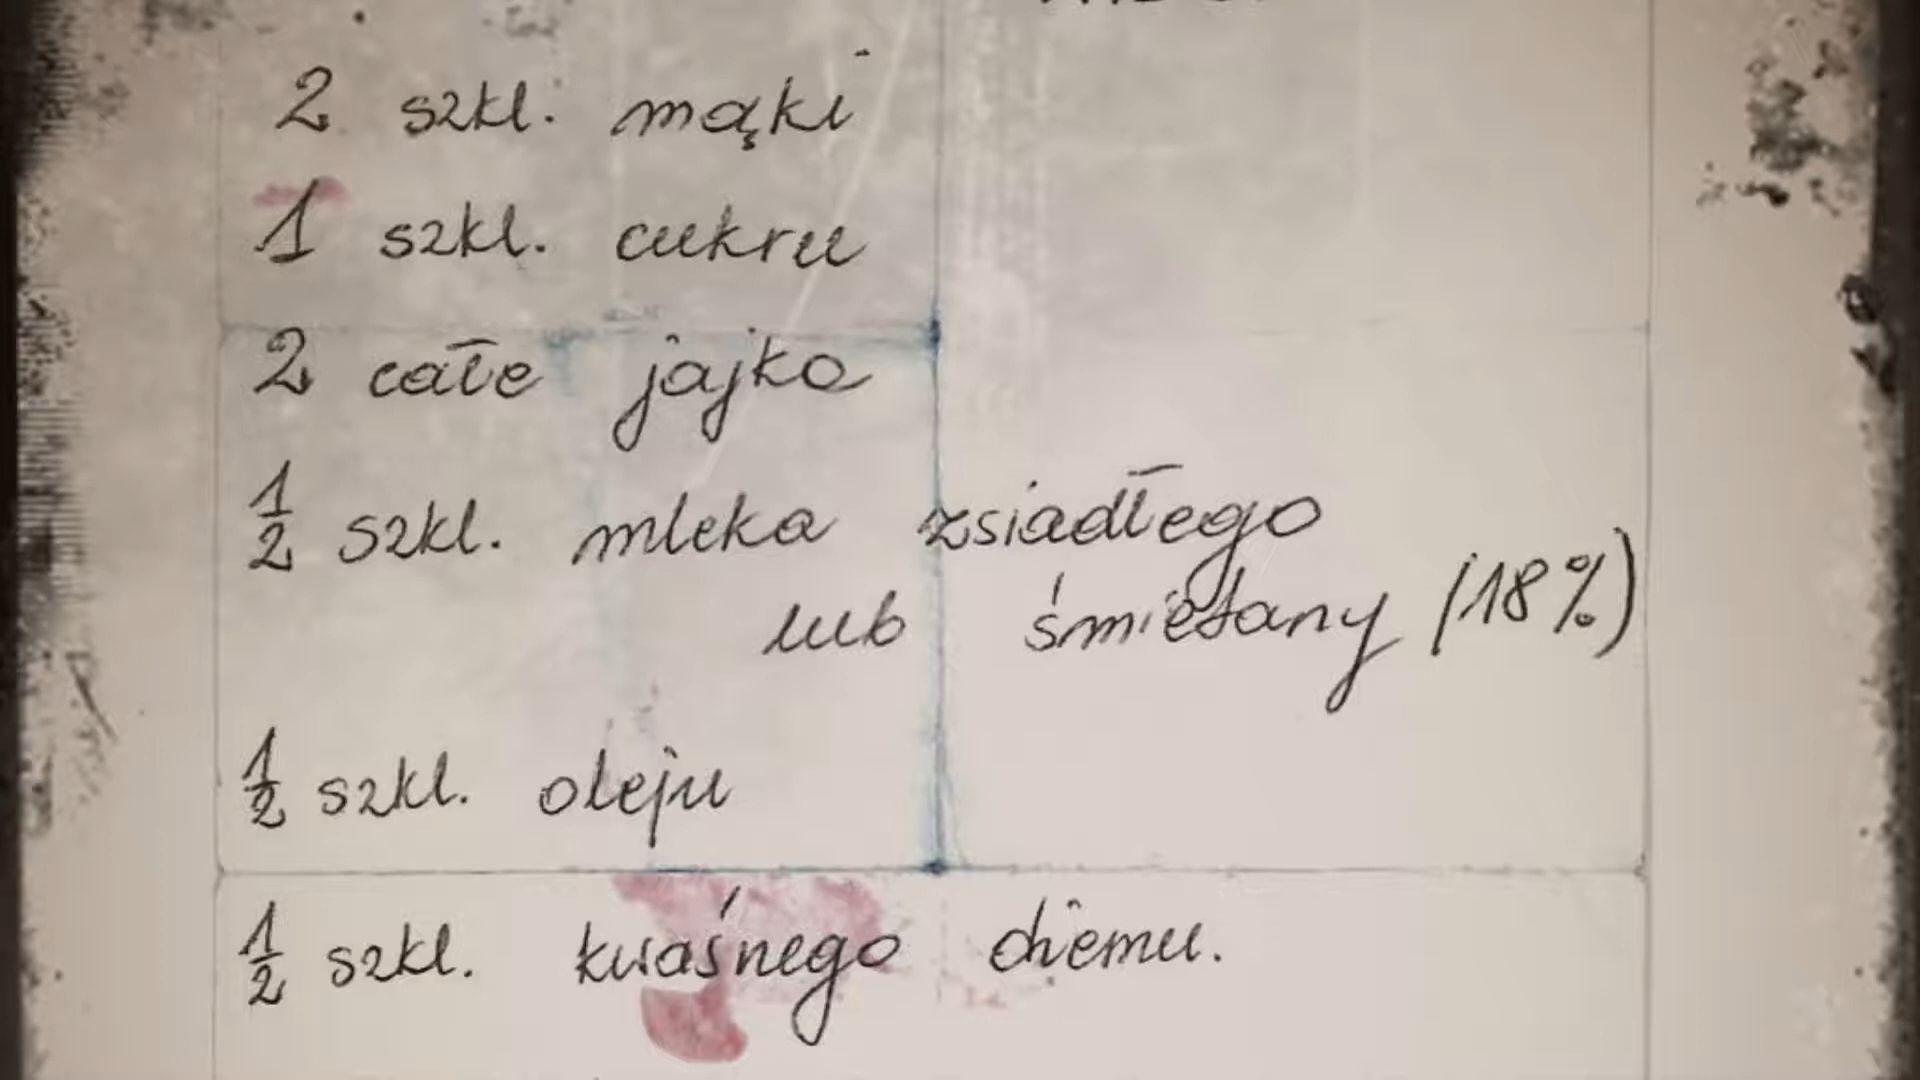 2 szkl. mąki
1 szkl. cukru
2 całe jajka
1/2 szkl. mleka zsiadłego
lub śmietany (18%)
1/2 szkl. oleju
1/2 szkl. kwaśnego dżemu.